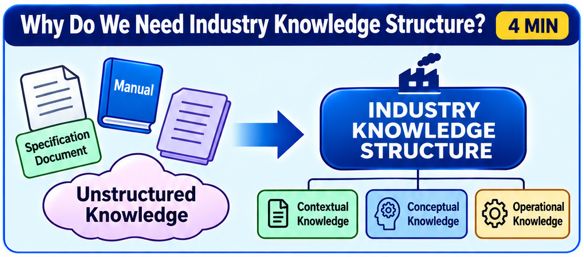 Why Do We Need Industry Knowledge Structure?
4 MIN
Specification
Document
Manual
Unstructured
Knowledge
INDUSTRY
KNOWLEDGE
STRUCTURE
Contextual
Knowledge
Conceptual
Knowledge
Operational
Knowledge